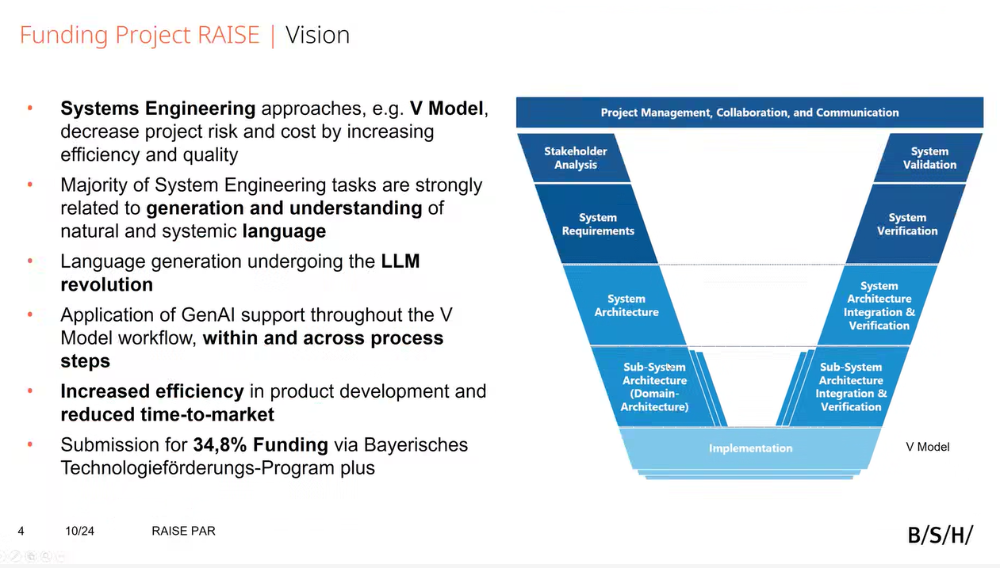 Funding Project RAISE | Vision
• Systems Engineering approaches, e.g. V Model,
decrease project risk and cost by increasing
efficiency and quality
• Majority of System Engineering tasks are strongly
related to generation and understanding of
natural and systemic language
• Language generation undergoing the LLM
revolution
• Application of GenAI support throughout the V
Model workflow, within and across process
steps
• Increased efficiency in product development and
reduced time-to-market
• Submission for 34,8% Funding via Bayerisches
Technologieförderungs-Program plus
Project Management, Collaboration, and Communication
Stakeholder
Analysis
System
Requirements
System
Architecture
Sub-System
Architecture
(Domain-
Architecture)
Implementation
System
Validation
System
Verification
System
Architecture
Integration &
Verification
Sub-System
Architecture
Integration &
Verification
V Model
4 10/24 RAISE PAR
B/S/H/